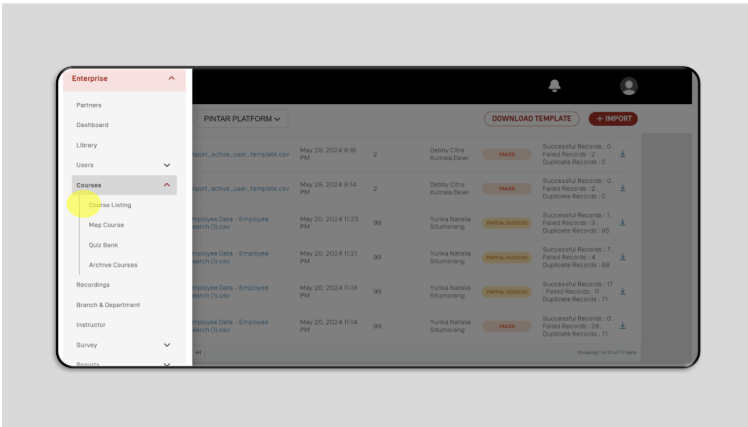 Enterprise
Partners
Dashboard
Library
Users
Courses
Course Listing
Map Course
Quiz Bank
Archive Courses
Recordings
Branch & Department
Instructor
Survey
Reports
PINTAR PLATFORM
DOWNLOAD TEMPLATE
+ IMPORT
mport_active_user_template.csv
May 29, 2024 9:16
PM
2
Debby Citra
Kumala Dewi
FAILED
Successful Records : 0 ,
Failed Records : 2 ,
Duplicate Records : 0
mport_active_user_template.csv
May 29, 2024 9:14
PM
2
Debby Citra
Kumala Dewi
FAILED
Successful Records : 0 ,
Failed Records : 2 ,
Duplicate Records : 0
mployee Data - Employee
earch (1).csv
May 20, 2024 11:25
PM
99
Yurika Natalia
Situmorang
PARTIAL SUCCESS
Successful Records : 1 ,
Failed Records : 3 ,
Duplicate Records : 95
mployee Data - Employee
earch (1).csv
May 20, 2024 11:21
PM
99
Yurika Natalia
Situmorang
PARTIAL SUCCESS
Successful Records : 7 ,
Failed Records : 4 ,
Duplicate Records : 88
mployee Data - Employee
earch (1).csv
May 20, 2024 11:19
PM
99
Yurika Natalia
Situmorang
PARTIAL SUCCESS
Successful Records : 17
, Failed Records : 11 ,
Duplicate Records : 71
mployee Data - Employee
earch (1).csv
May 20, 2024 11:14
PM
99
Yurika Natalia
Situmorang
FAILED
Successful Records : 0 ,
Failed Records : 28 ,
Duplicate Records : 71